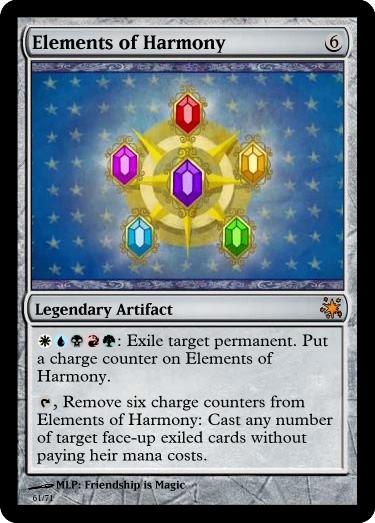 Elements of Harmony 6
Legendary Artifact
: Exile target permanent. Put
a charge counter on Elements of
Harmony.
, Remove six charge counters from
Elements of Harmony: Cast any number
of target face-up exiled cards without
paying heir mana costs.
MLP: Friendship is Magic
61/71